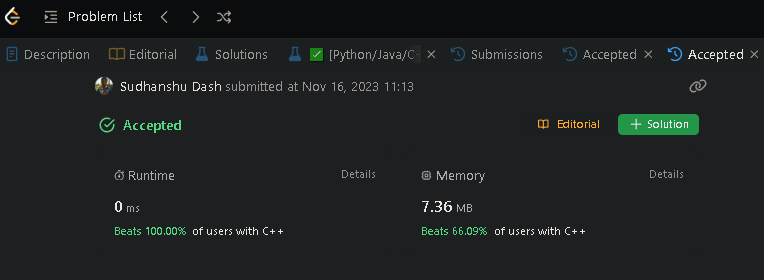 Problem List
Description Editorial Solutions [Python/Java/C Submissions Accepted Accepted
Sudhanshu Dash submitted at Nov 16, 2023 11:13
Accepted Editorial + Solution
Runtime Details Memory Details
0 ms 7.36 MB
Beats 100.00% of users with C++ Beats 66.09% of users with C++